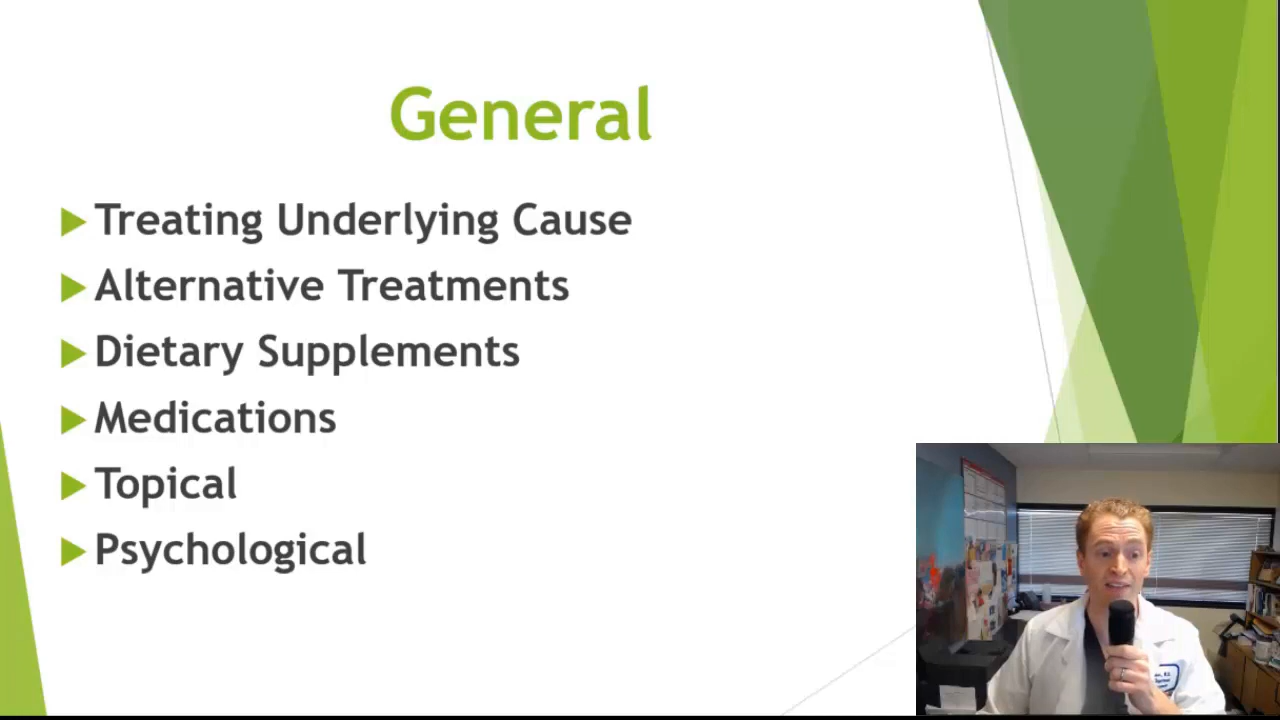 General
Treating Underlying Cause
Alternative Treatments
Dietary Supplements
Medications
Topical
Psychological